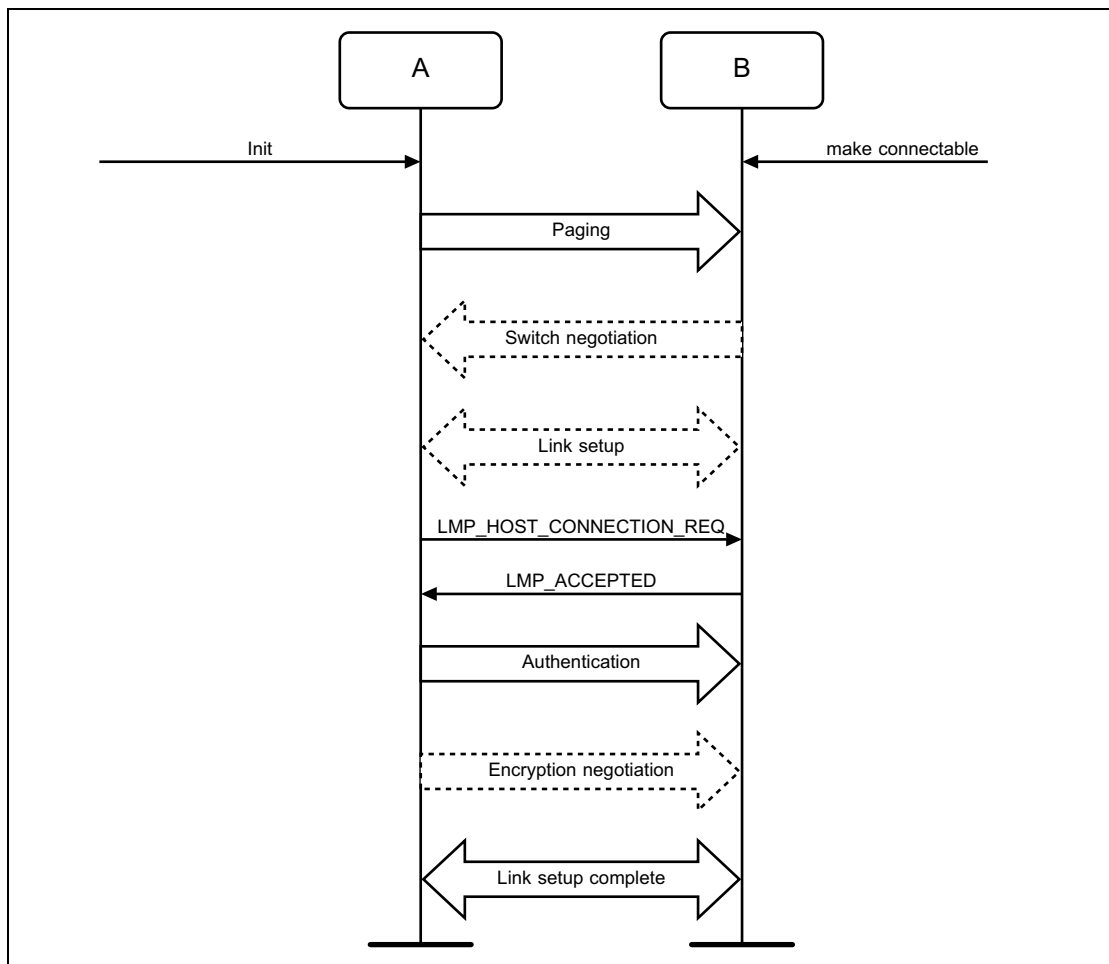 A
B
Init
make connectable
Paging
Switch negotiation
Link setup
LMP_HOST_CONNECTION_REQ
LMP_ACCEPTED
Authentication
Encryption negotiation
Link setup complete